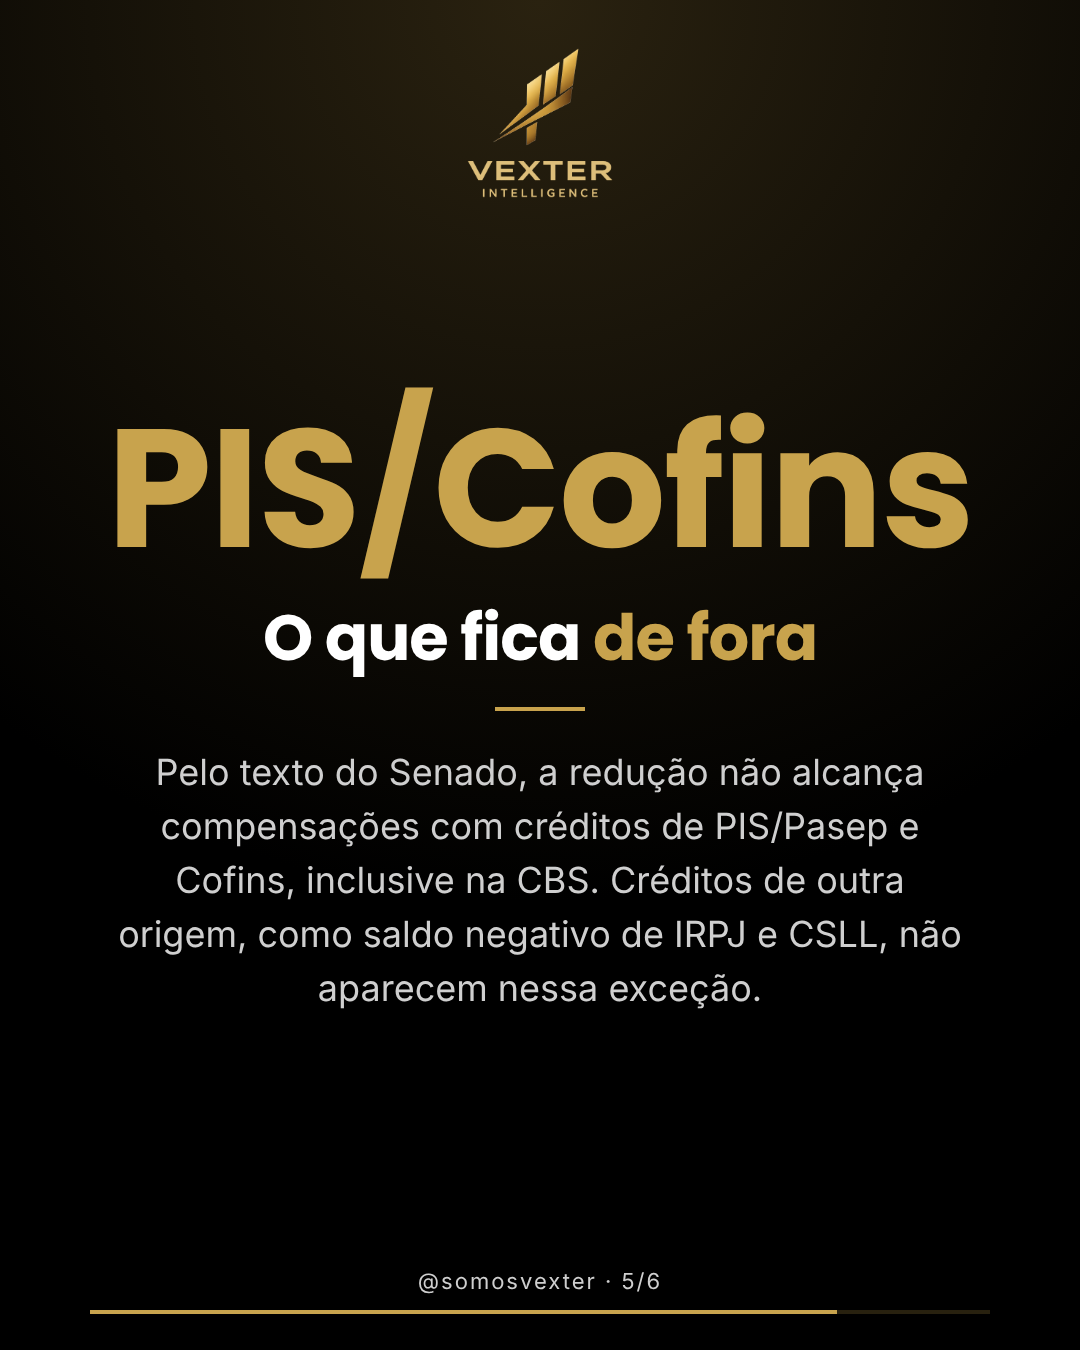 VEXTER
INTELLIGENCE
PIS/Cofins
O que fica de fora
Pelo texto do Senado, a redução não alcança
compensações com créditos de PIS/Pasep e
Cofins, inclusive na CBS. Créditos de outra
origem, como saldo negativo de IRPJ e CSLL, não
aparecem nessa exceção.
@somosvexter · 5/6